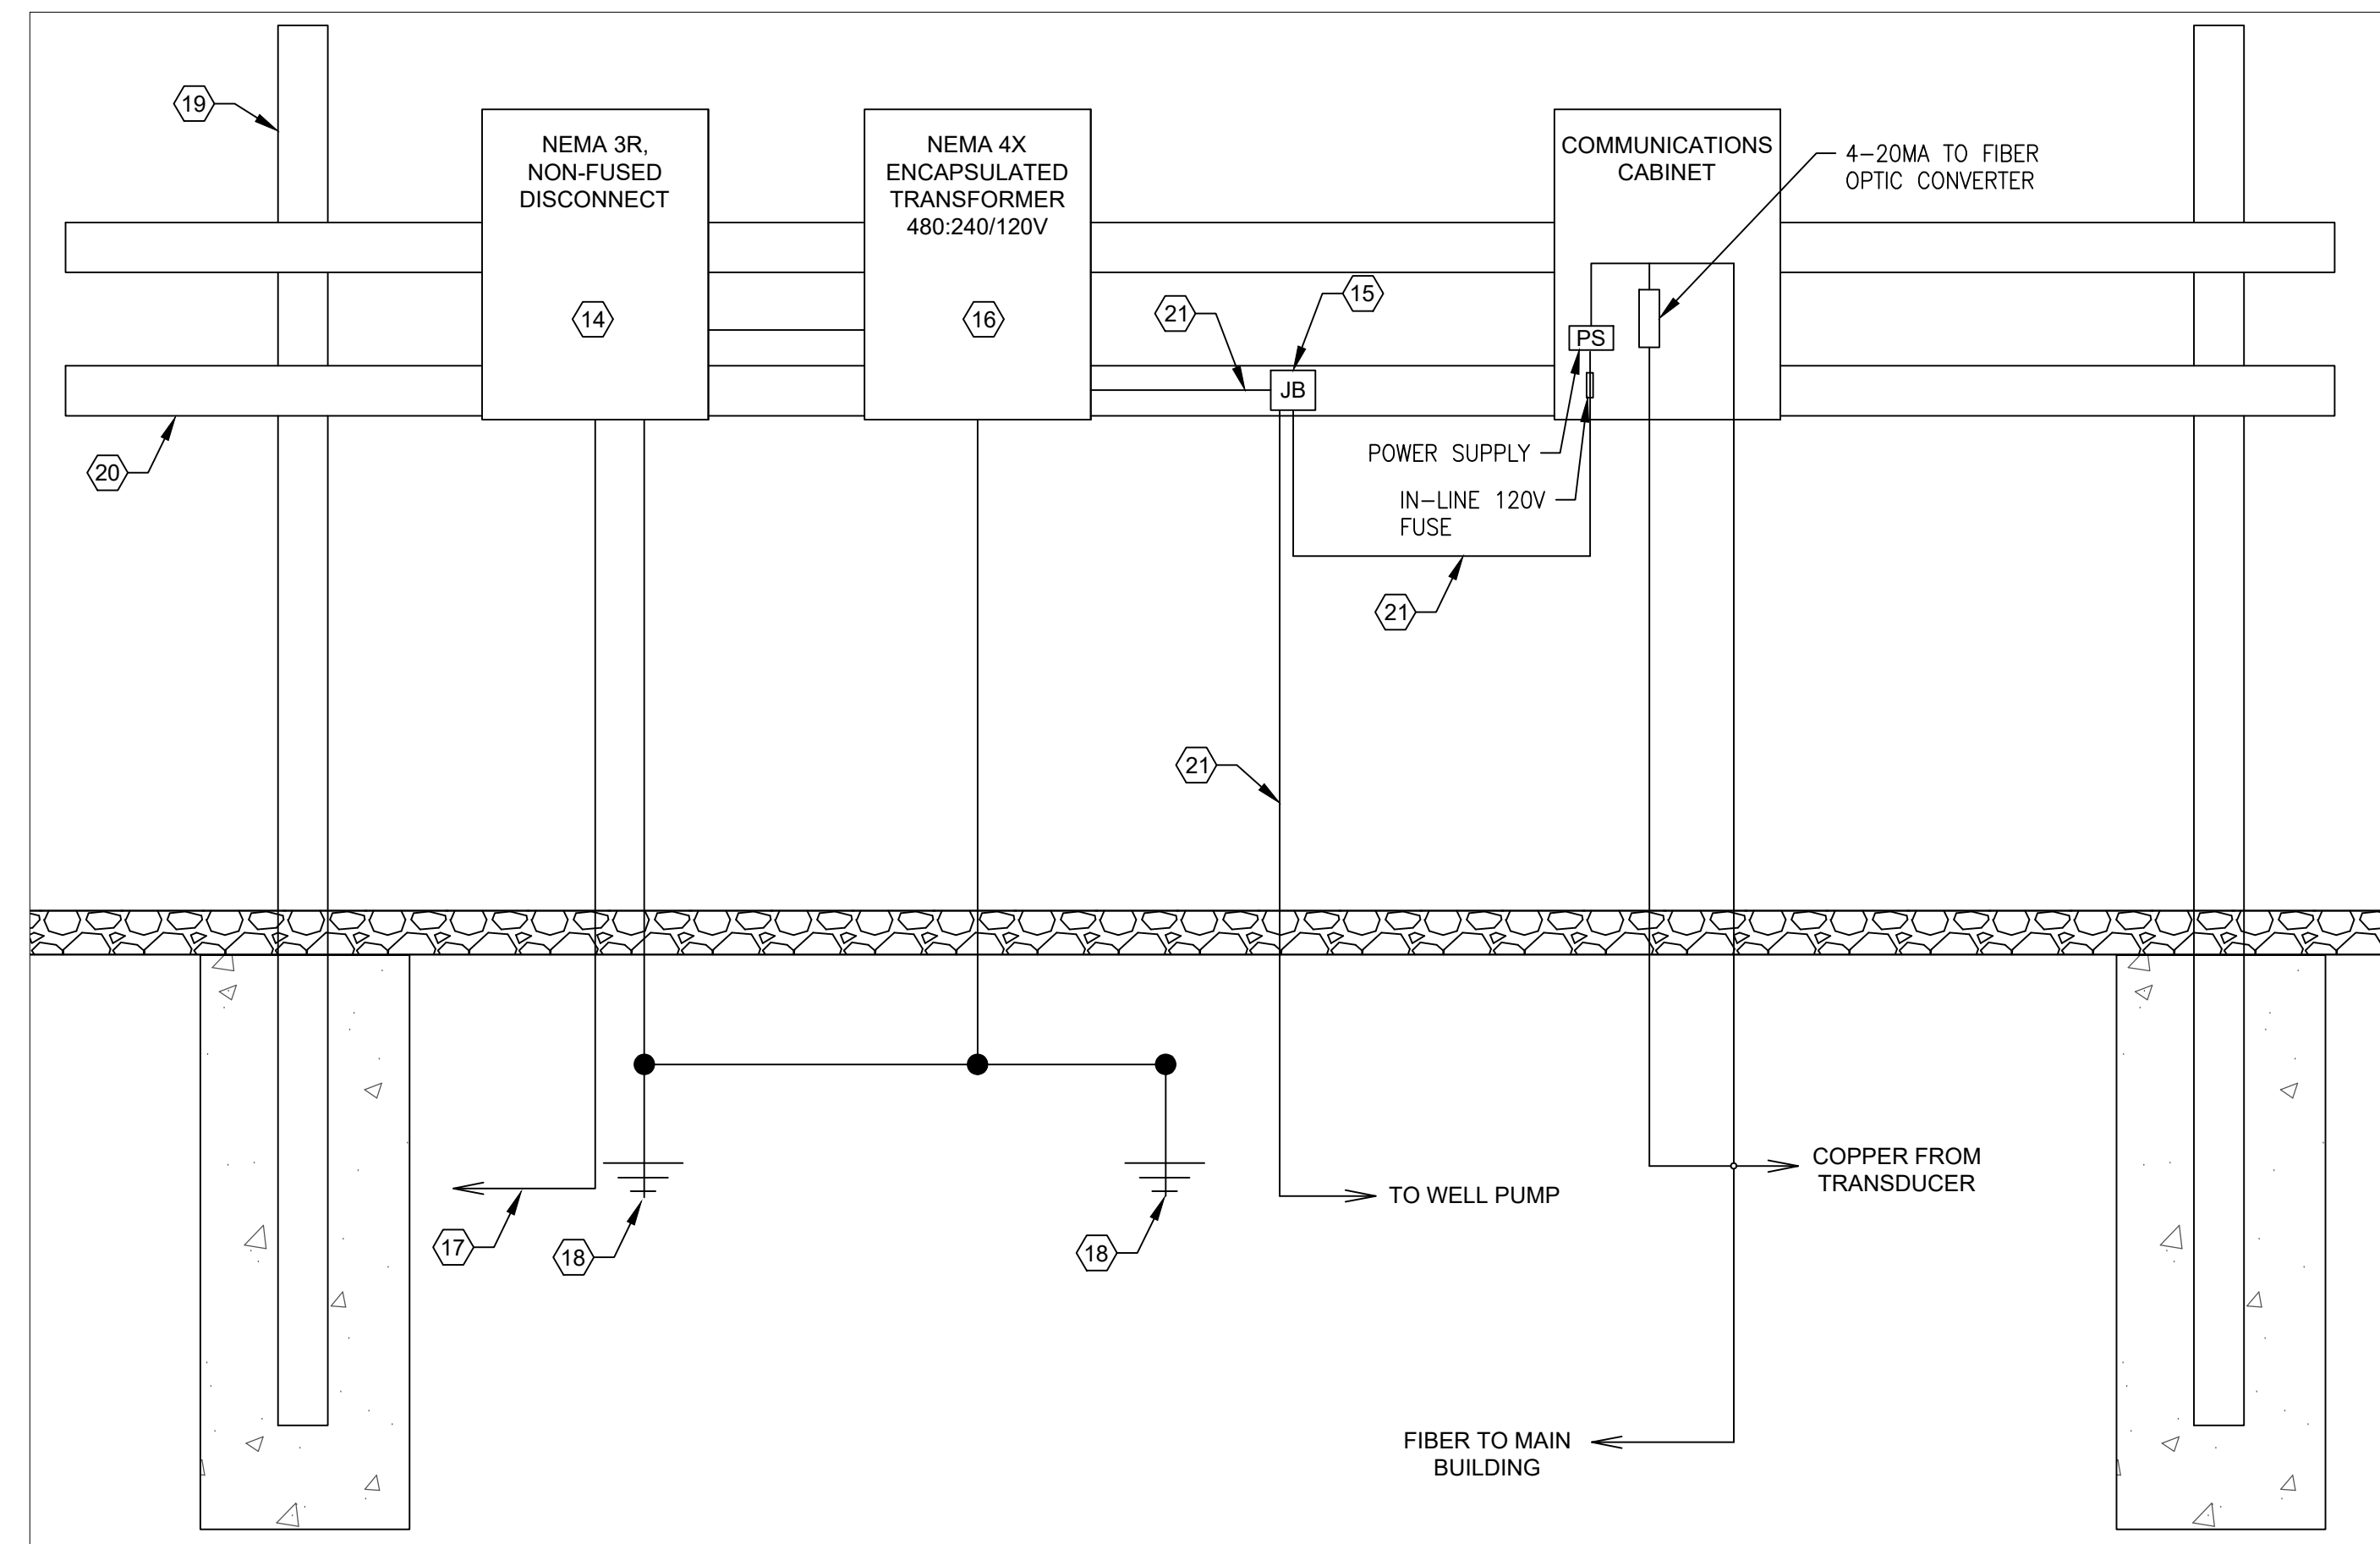 19
NEMA 3R,
NON-FUSED
DISCONNECT
14
NEMA 4X
ENCAPSULATED
TRANSFORMER
480:240/120V
16
COMMUNICATIONS
CABINET
4-20MA TO FIBER
OPTIC CONVERTER
21
15
JB
PS
20
POWER SUPPLY
IN-LINE 120V
FUSE
21
21
17
18
18
TO WELL PUMP
COPPER FROM
TRANSDUCER
FIBER TO MAIN
BUILDING